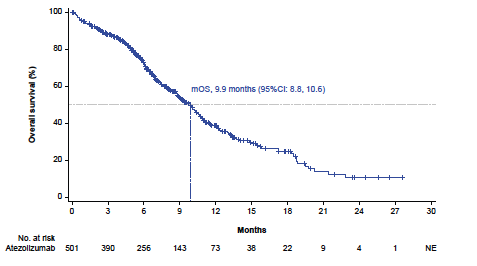 100
80
60
40
20
0
Overall survival (%)
mOS, 9.9 months (95%CI: 8.8, 10.6)
0 3 6 9 12 15 18 21 24 27 30
Months
No. at risk
Atezolizumab 501 390 256 143 73 38 22 9 4 1 NE